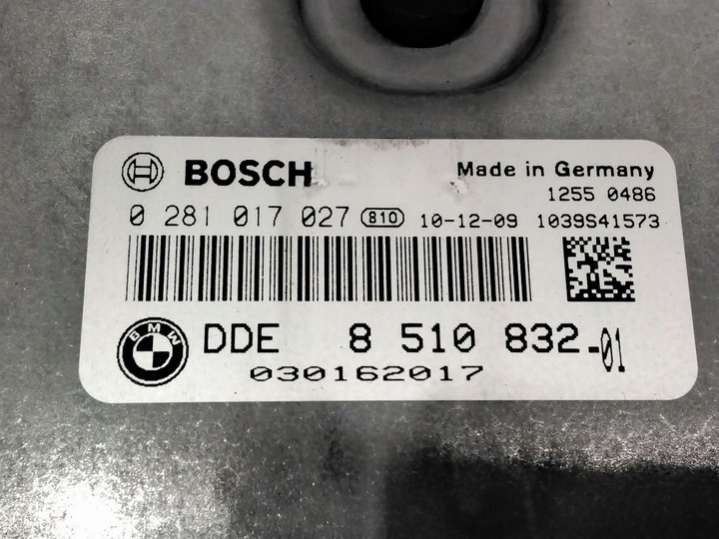 BOSCH Made in Germany
1255 0486
0 281 017 027 810 10-12-09 1039S41573
BMW DDE 8 510 832-01
030162017